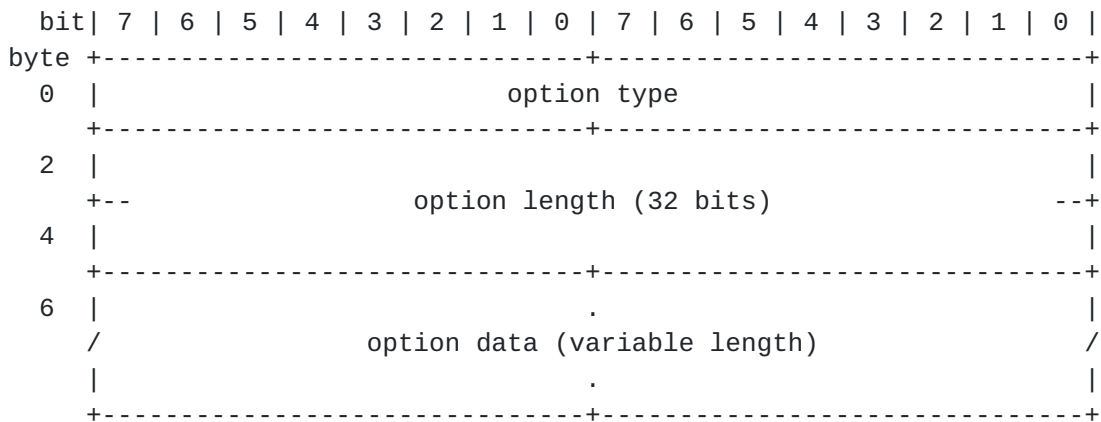 bit| 7 | 6 | 5 | 4 | 3 | 2 | 1 | 0 | 7 | 6 | 5 | 4 | 3 | 2 | 1 | 0 |
byte +-------------------------------+-------------------------------+
0 | option type |
+-------------------------------+-------------------------------+
2 | |
+-- option length (32 bits) --+
4 | |
+-------------------------------+-------------------------------+
6 | . |
/ option data (variable length) /
| . |
+-------------------------------+-------------------------------+